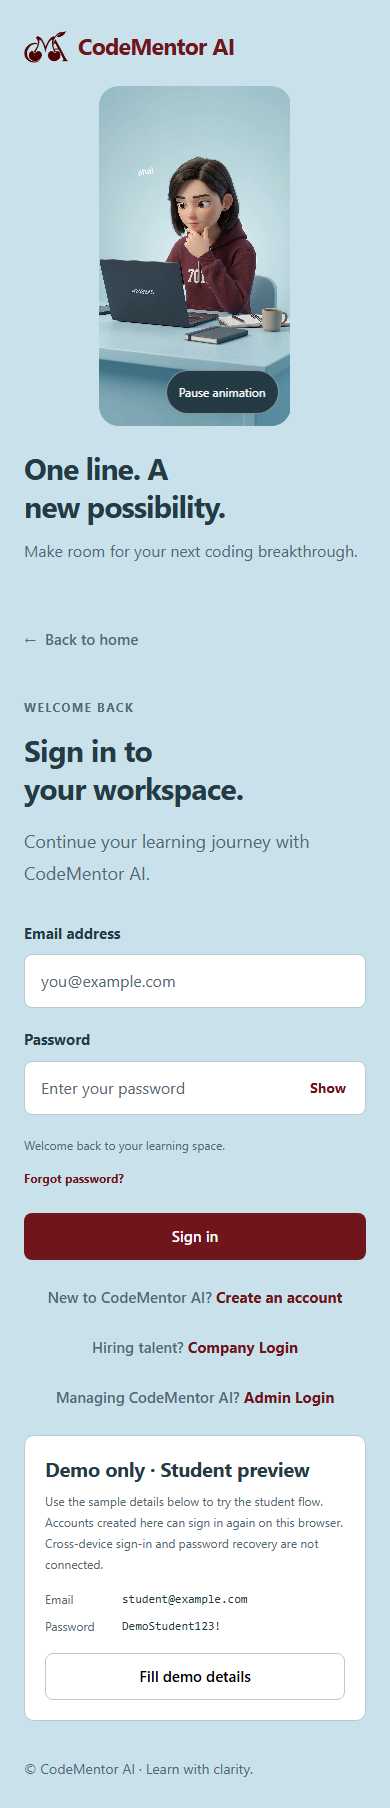 CodeMentor AI
Pause animation
One line. A
new possibility.
Make room for your next coding breakthrough.
← Back to home
WELCOME BACK
Sign in to
your workspace.
Continue your learning journey with
CodeMentor AI.
Email address
you@example.com
Password
Enter your password
Show
Welcome back to your learning space.
Forgot password?
Sign in
New to CodeMentor AI? Create an account
Hiring talent? Company Login
Managing CodeMentor AI? Admin Login
Demo only · Student preview
Use the sample details below to try the student flow.
Accounts created here can sign in again on this browser.
Cross-device sign-in and password recovery are not
connected.
Email student@example.com
Password DemoStudent123!
Fill demo details
© CodeMentor AI · Learn with clarity.